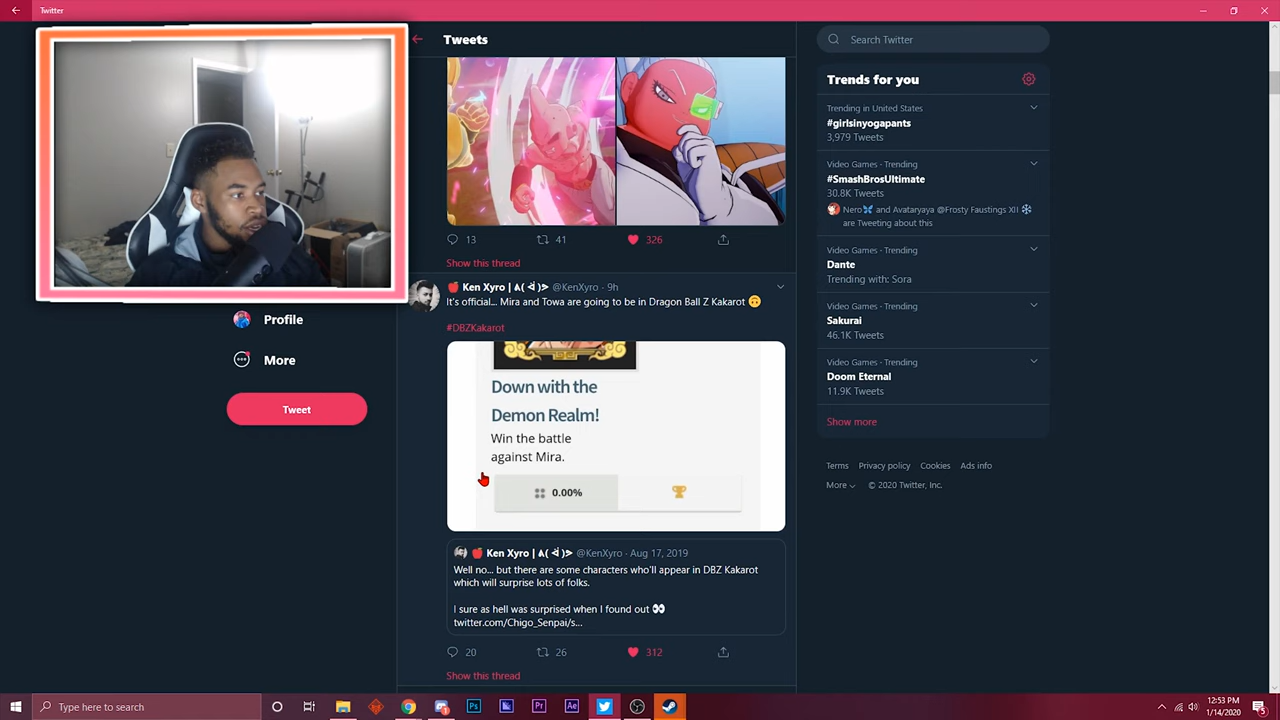 Twitter
Tweets
Search Twitter
Trends for you
Trending in United States
#girlsinyogapants
3,979 Tweets
Video Games · Trending
#SmashBrosUltimate
30.8K Tweets
Nero🦋 and Avataryaya @Frosty Faustings XII ❄
are Tweeting about this
Video Games · Trending
Dante
Trending with: Sora
Video Games · Trending
Sakurai
46.1K Tweets
Video Games · Trending
Doom Eternal
11.9K Tweets
Show more
Terms Privacy policy Cookies Ads info
More © 2020 Twitter, Inc.
Profile
More
Tweet
13 41 326
Show this thread
Ken Xyro | @KenXyro · 9h
It's official... Mira and Towa are going to be in Dragon Ball Z Kakarot 🙃
#DBZKakarot
Down with the
Demon Realm!
Win the battle
against Mira.
0.00%
Ken Xyro | @KenXyro · Aug 17, 2019
Well no... but there are some characters who'll appear in DBZ Kakarot
which will surprise lots of folks.
I sure as hell was surprised when I found out 👀
twitter.com/Chigo_Senpai/s...
20 26 312
Show this thread
Type here to search
Ps
Pr
Ae
12:53 PM
1/14/2020